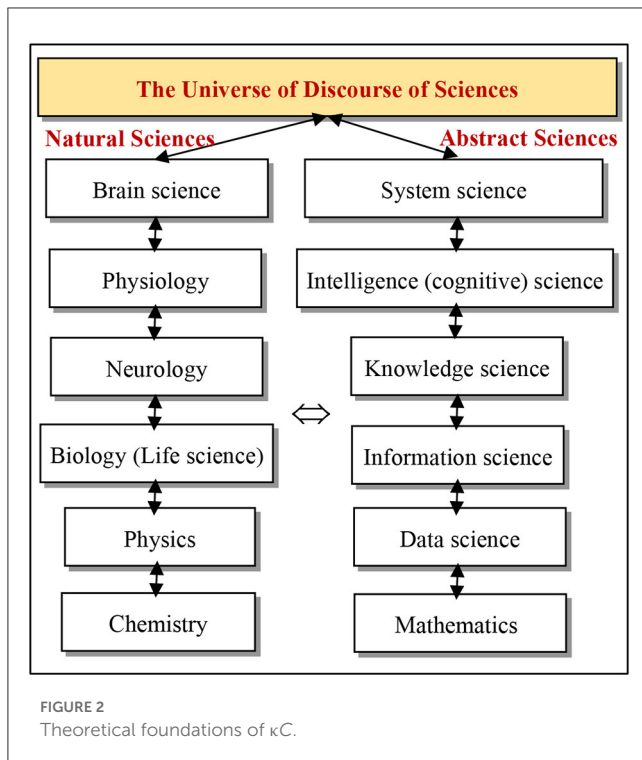 The Universe of Discourse of Sciences
Natural Sciences
Abstract Sciences
Brain science
System science
Physiology
Intelligence (cognitive) science
Neurology
Knowledge science
Biology (Life science)
Information science
Physics
Data science
Chemistry
Mathematics
FIGURE 2
Theoretical foundations of κC.